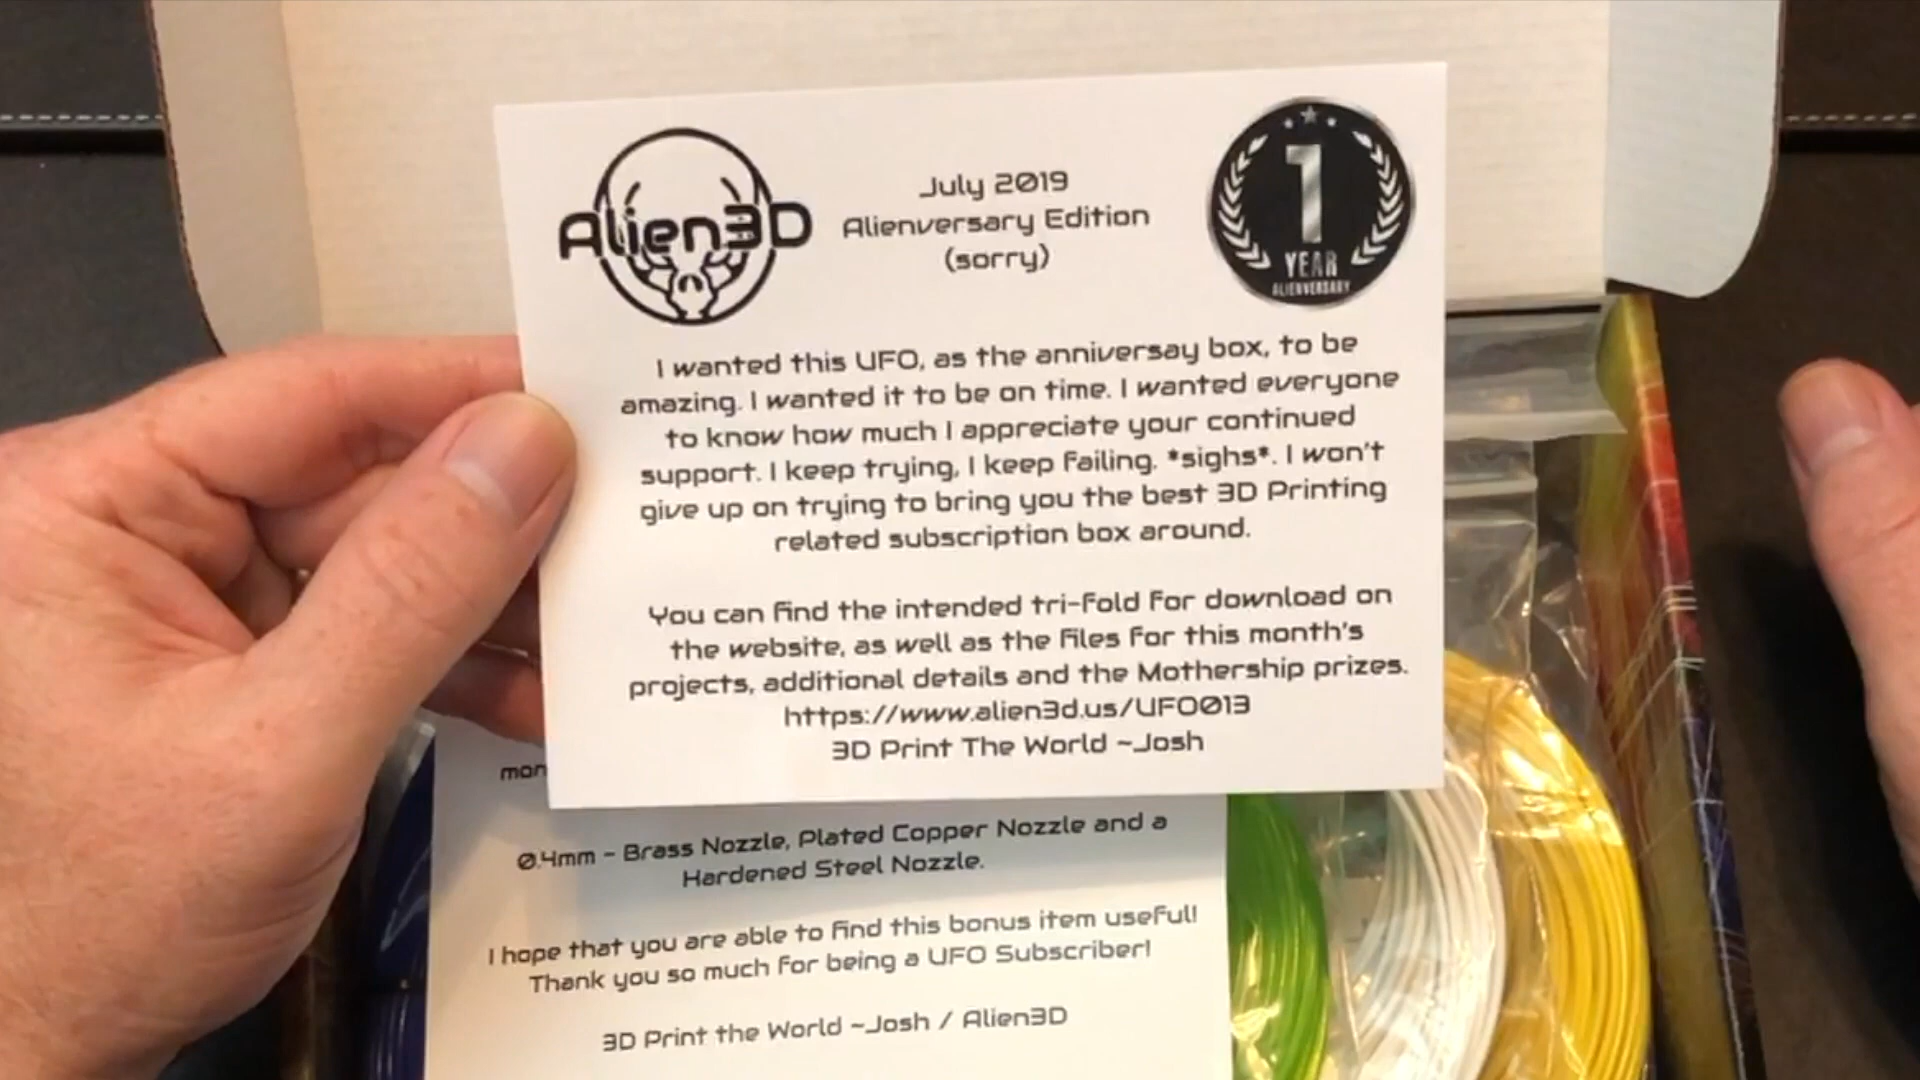 Alien3D
July 2019
Alienversary Edition
(sorry)
1
YEAR
ALIENVERSARY
I wanted this UFO, as the anniversay box, to be
amazing. I wanted it to be on time. I wanted everyone
to know how much I appreciate your continued
support. I keep trying, I keep failing. *sighs*. I won't
give up on trying to bring you the best 3D Printing
related subscription box around.
You can find the intended tri-fold for download on
the website, as well as the files for this month's
projects, additional details and the Mothership prizes.
https://www.alien3d.us/UFO013
3D Print The World ~Josh
0.4mm - Brass Nozzle, Plated Copper Nozzle and a
Hardened Steel Nozzle.
I hope that you are able to find this bonus item useful!
Thank you so much for being a UFO Subscriber!
3D Print the World ~Josh / Alien3D